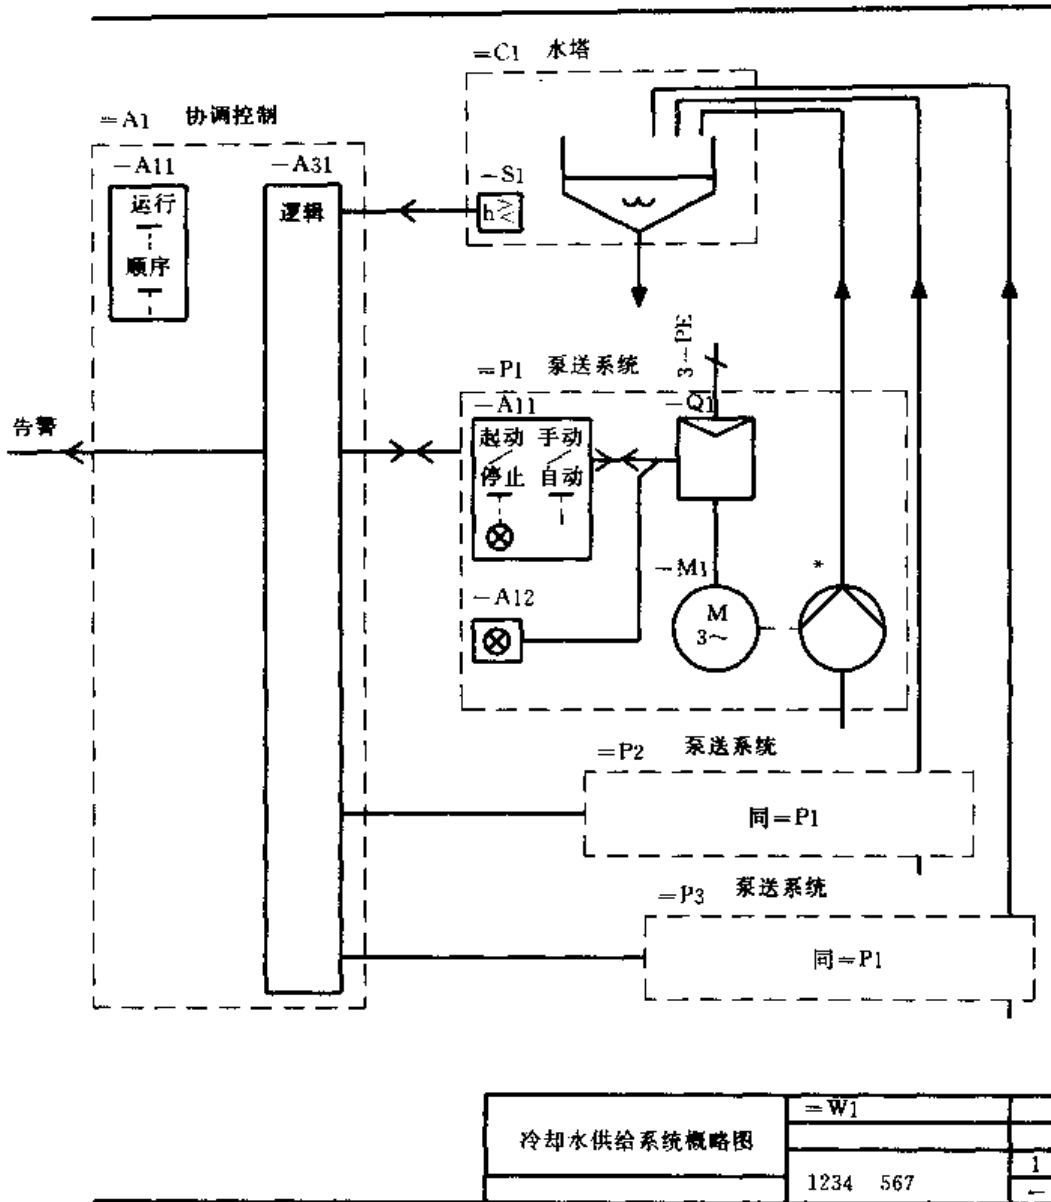 =C1 水塔
=A1 协调控制
-A11
-A31
运行
顺序
逻辑
-S1
h
告警
=P1 泵送系统
3-PE
-A11
-Q1
起动 手动
停止 自动
-A12
-M1
*
M
3~
=P2 泵送系统
同=P1
=P3 泵送系统
同=P1
冷却水供给系统概略图
=W1
1234 567
1